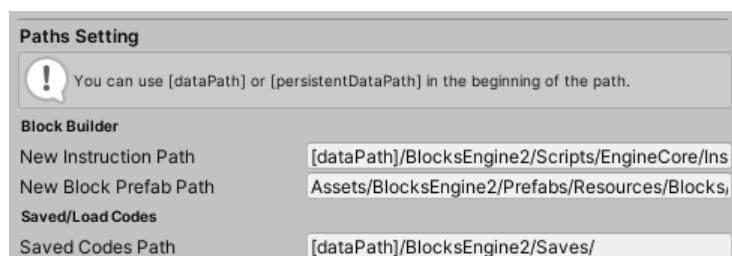 Paths Setting
You can use [dataPath] or [persistentDataPath] in the beginning of the path.
Block Builder
New Instruction Path [dataPath]/BlocksEngine2/Scripts/EngineCore/Ins
New Block Prefab Path Assets/BlocksEngine2/Prefabs/Resources/Blocks/
Saved/Load Codes
Saved Codes Path [dataPath]/BlocksEngine2/Saves/